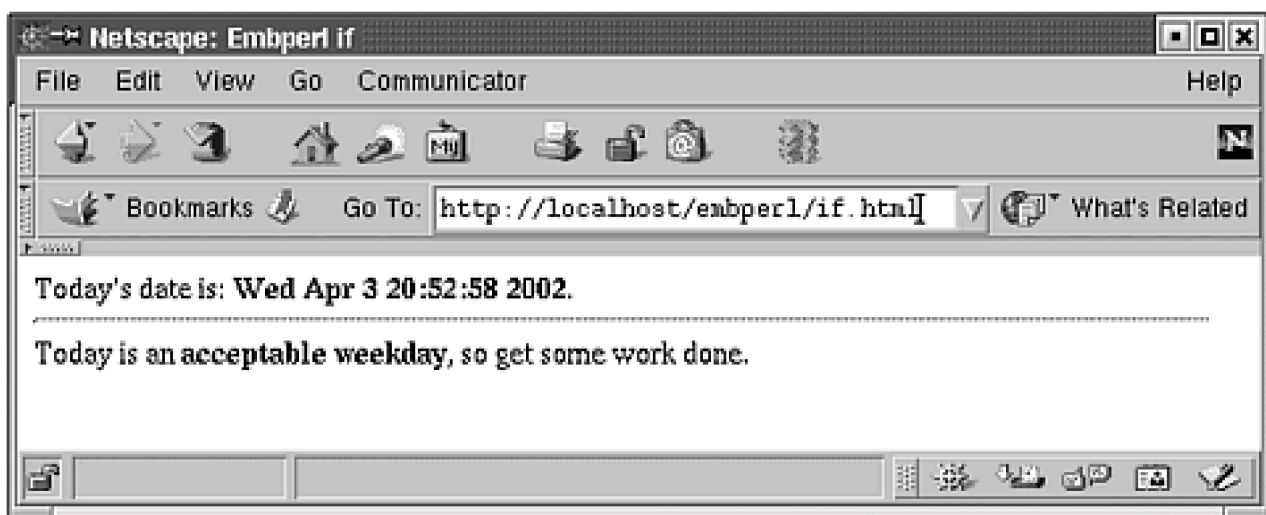 Netscape: Embperl if
File Edit View Go Communicator Help
My
N
Bookmarks Go To: http://localhost/embperl/if.html What's Related
Today's date is: Wed Apr 3 20:52:58 2002.
Today is an acceptable weekday, so get some work done.